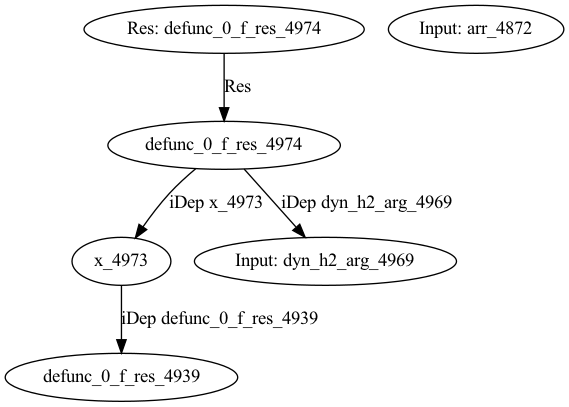 Res: defunc_0_f_res_4974
Input: arr_4872
Res
defunc_0_f_res_4974
iDep x_4973
iDep dyn_h2_arg_4969
x_4973
Input: dyn_h2_arg_4969
iDep defunc_0_f_res_4939
defunc_0_f_res_4939